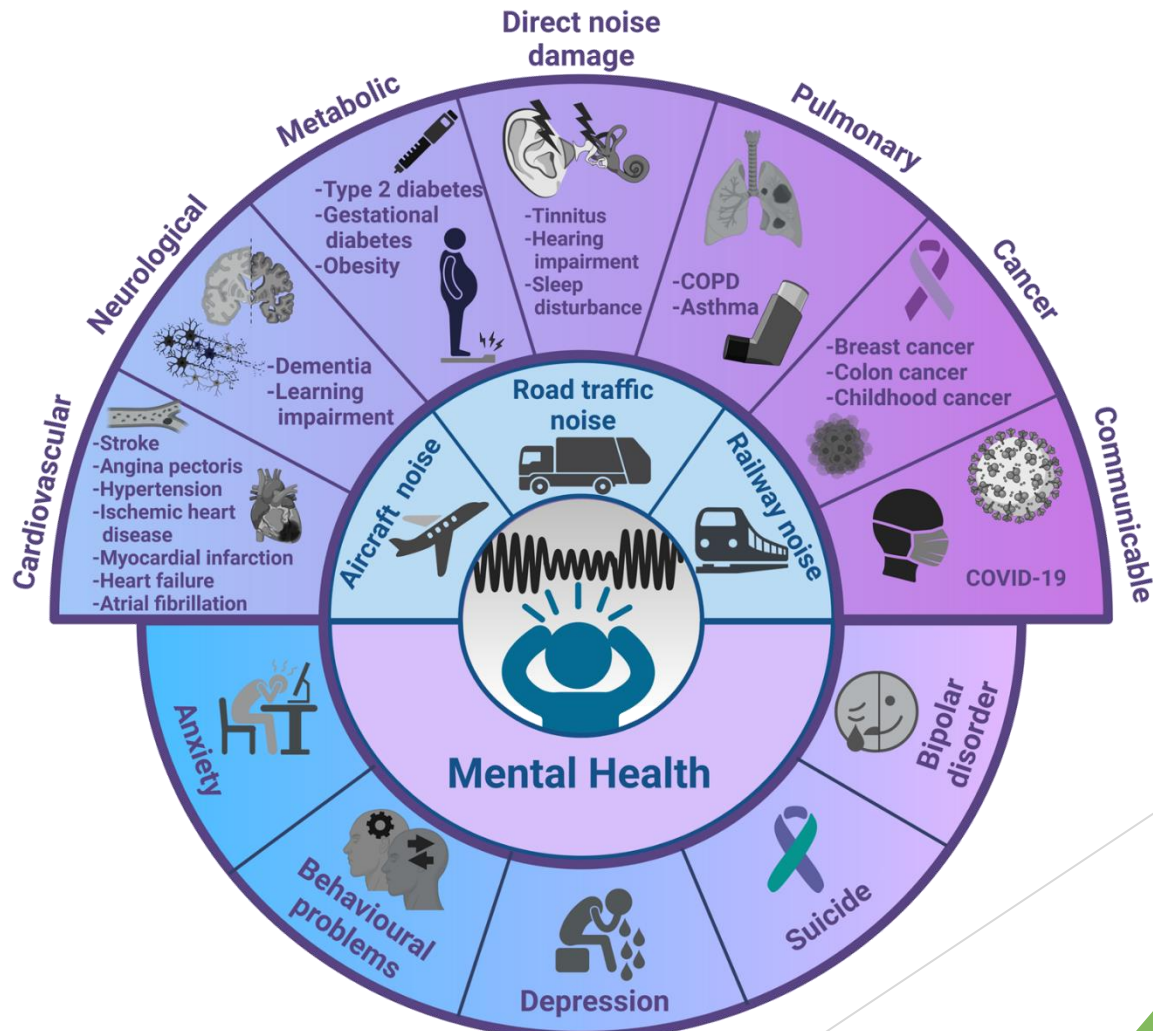 Direct noise
damage
Metabolic
Pulmonary
Neurological
Cancer
Cardiovascular
Communicable
-Stroke
-Angina pectoris
-Hypertension
-Ischemic heart
disease
-Myocardial infarction
-Heart failure
-Atrial fibrillation
-Dementia
-Learning
impairment
-Type 2 diabetes
-Gestational
diabetes
-Obesity
-Tinnitus
-Hearing
impairment
-Sleep
disturbance
-COPD
-Asthma
-Breast cancer
-Colon cancer
-Childhood cancer
COVID-19
Aircraft noise
Road traffic
noise
Railway noise
Mental Health
Anxiety
Behavioural
problems
Depression
Suicide
Bipolar
disorder